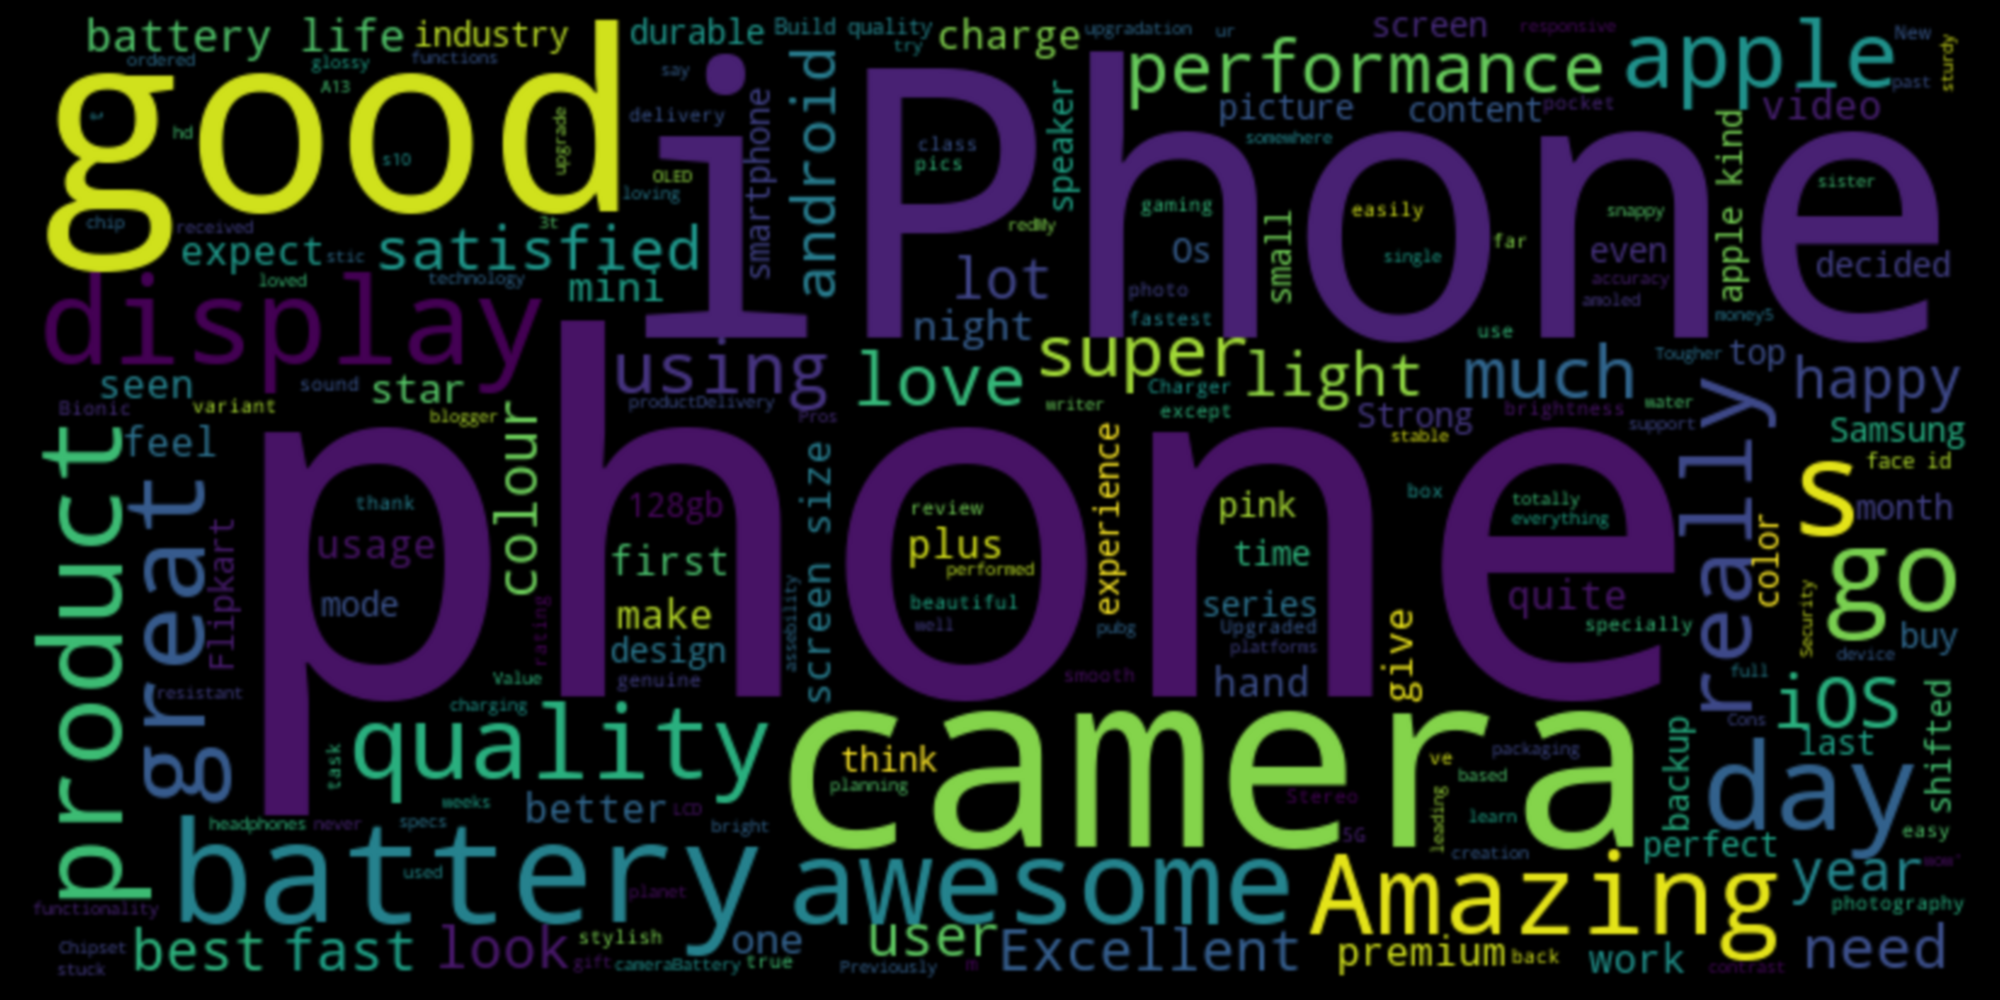 battery life
industry
durable
Build quality
try
charge
upgradation
ur
screen
responsive
apple
New
sturdy
ordered
glossy
functions
A13
good
say
iPhone
android
performance
past
hd
s10
upgrade
delivery
smartphone
class
pics
speaker
picture
content
pocket
video
somewhere
apple kind
OLED
loving
chip
received
3t
redMy
gaming
easily
snappy
sister
expect
stic
satisfied
Os
small
single
far
even
decided
loved
technology
mini
lot
photo
accuracy
amoled
display
night
fastest
use
money5
seen
sound
star
using
love
super
light
much
Tougher
top
happy
Bionic
variant
blogger
productDelivery
Pros
writer
Charger
except
Strong
brightness
water
support
stable
Samsung
product
feel
great
phone
colour
screen size
experience
really
face id
s
month
thank
128gb
review
pink
box
totally
everything
usage
Flipkart
first
plus
performed
time
color
go
mode
make
beautiful
well
pubg
series
Upgraded
platforms
quite
specially
Security
buy
design
rating
assebility
genuine
Value
smooth
hand
give
device
full
resistant
charging
quality
camera
Cons
iOS
last
shifted
task
think
planning
ve
packaging
based
backup
day
weeks
better
LCD
Stereo
leading
learn
headphones
never
specs
bright
5G
creation
perfect
easy
battery
used
planet
awesome
Amazing
year
wow'
functionality
photography
Chipset
stuck
best
fast
look
stylish
gift
cameraBattery
true
one
user
Previously
m
Excellent
premium
back
work
contrast
need